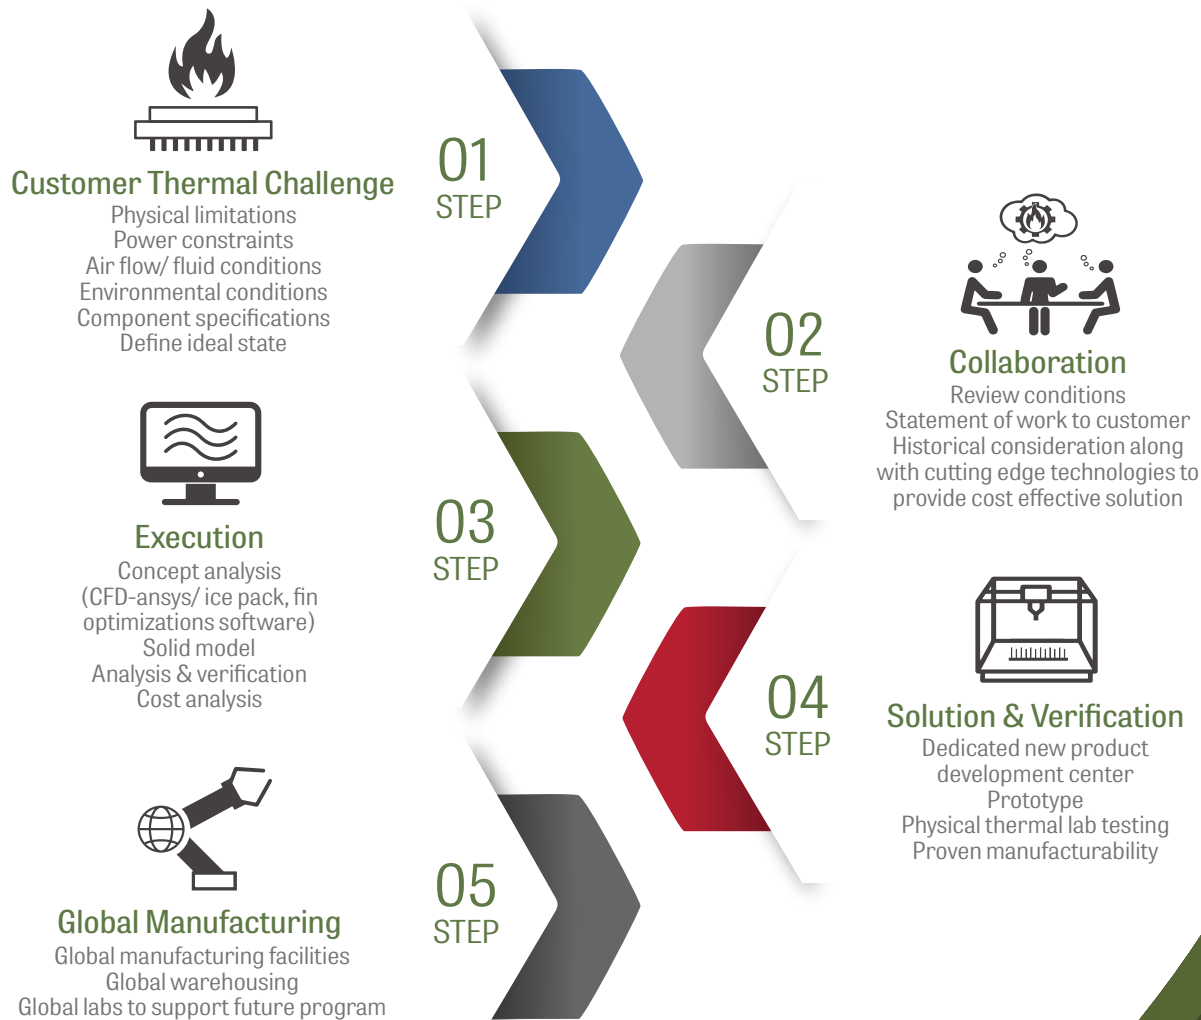 01
STEP
Customer Thermal Challenge
Physical limitations
Power constraints
Air flow/ fluid conditions
Environmental conditions
Component specifications
Define ideal state
02
STEP
Collaboration
Review conditions
Statement of work to customer
Historical consideration along
with cutting edge technologies to
provide cost effective solution
03
STEP
Execution
Concept analysis
(CFD-ansys/ ice pack, fin
optimizations software)
Solid model
Analysis & verification
Cost analysis
04
STEP
Solution & Verification
Dedicated new product
development center
Prototype
Physical thermal lab testing
Proven manufacturability
05
STEP
Global Manufacturing
Global manufacturing facilities
Global warehousing
Global labs to support future program